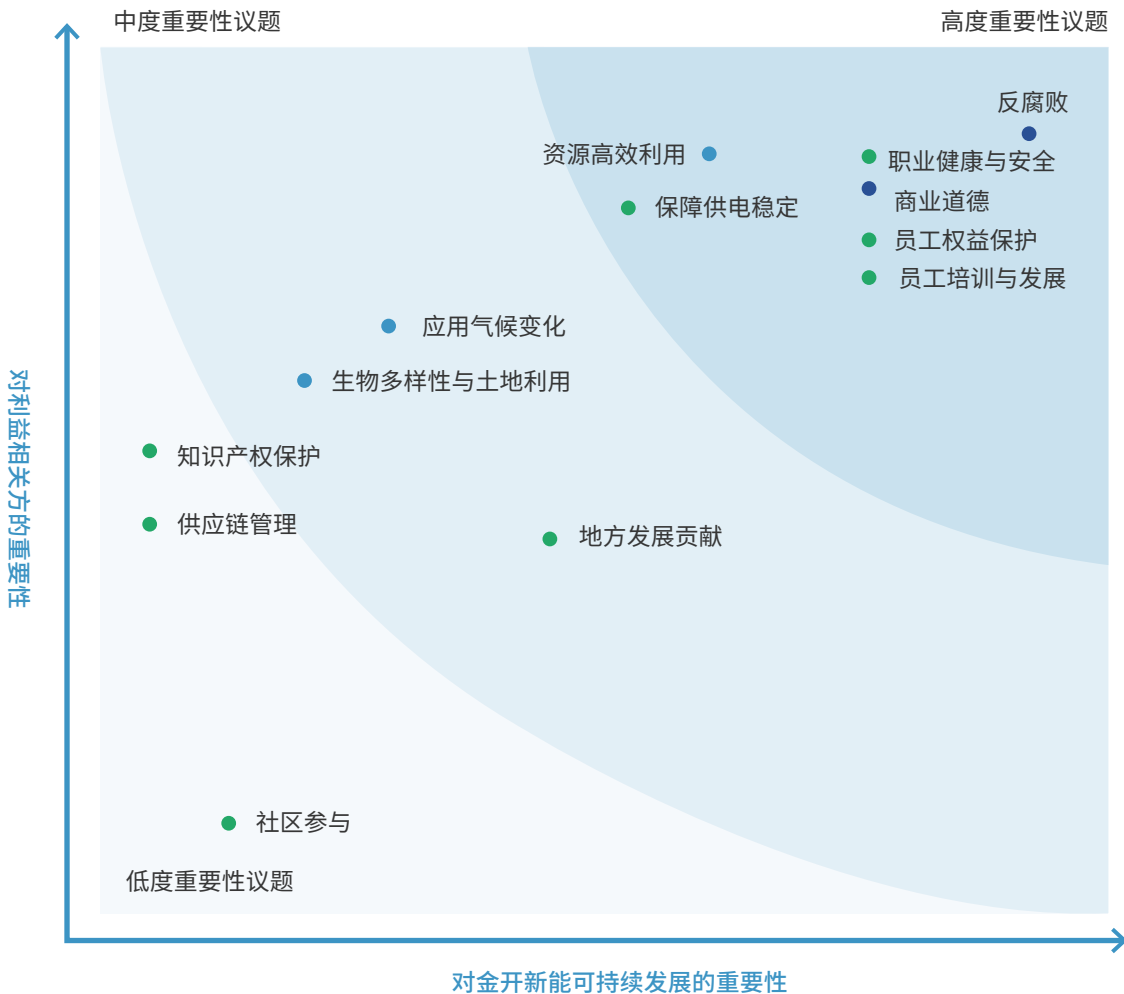 中度重要性议题
高度重要性议题
反腐败
资源高效利用
职业健康与安全
保障供电稳定
商业道德
员工权益保护
员工培训与发展
应用气候变化
生物多样性与土地利用
知识产权保护
供应链管理
地方发展贡献
社区参与
低度重要性议题
对利益相关方的重要性
对金开新能可持续发展的重要性